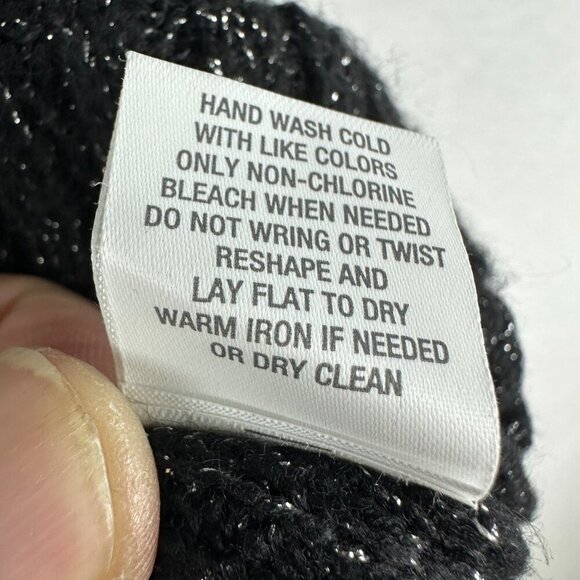 HAND WASH COLD
WITH LIKE COLORS
ONLY NON-CHLORINE
BLEACH WHEN NEEDED
DO NOT WRING OR TWIST
RESHAPE AND
LAY FLAT TO DRY
WARM IRON IF NEEDED
OR DRY CLEAN